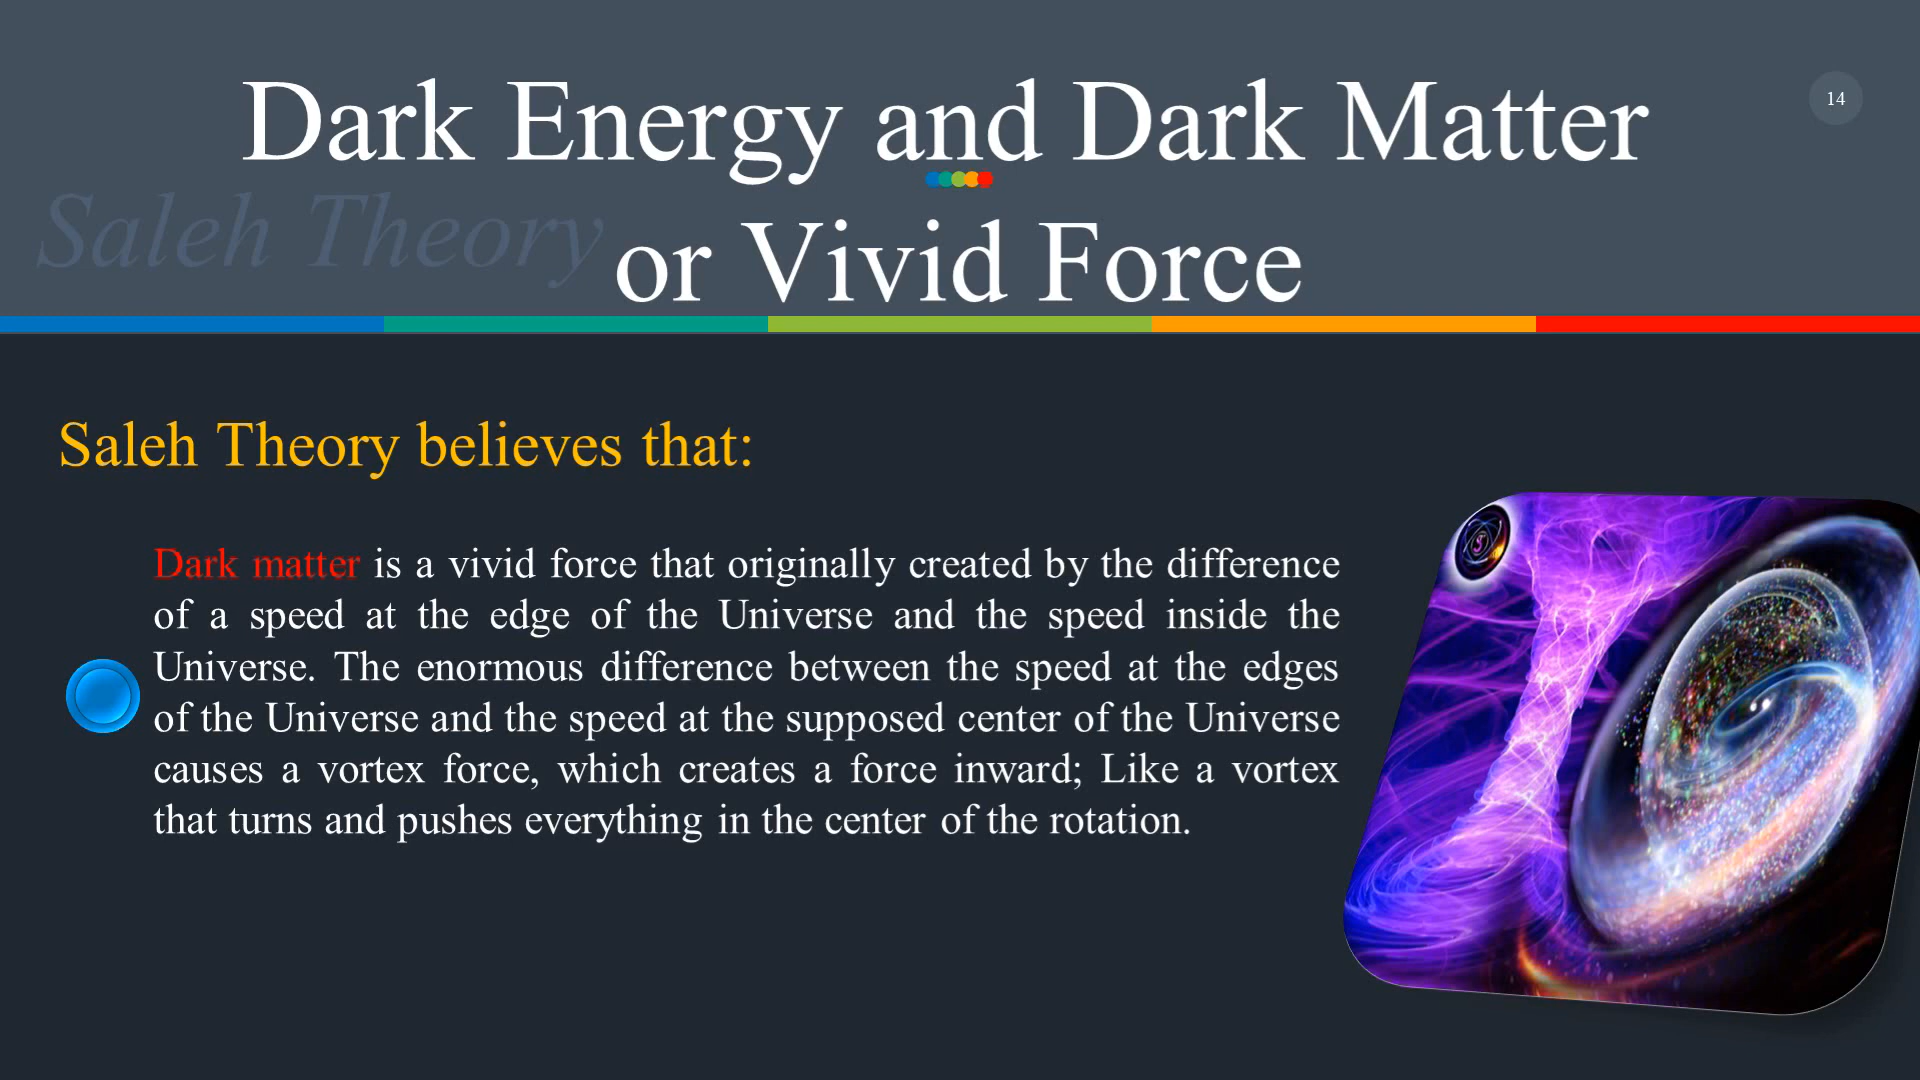 Dark Energy and Dark Matter
14
Saleh Theory
or Vivid Force
Saleh Theory believes that:
Dark matter is a vivid force that originally created by the difference
of a speed at the edge of the Universe and the speed inside the
Universe. The enormous difference between the speed at the edges
of the Universe and the speed at the supposed center of the Universe
causes a vortex force, which creates a force inward; Like a vortex
that turns and pushes everything in the center of the rotation.